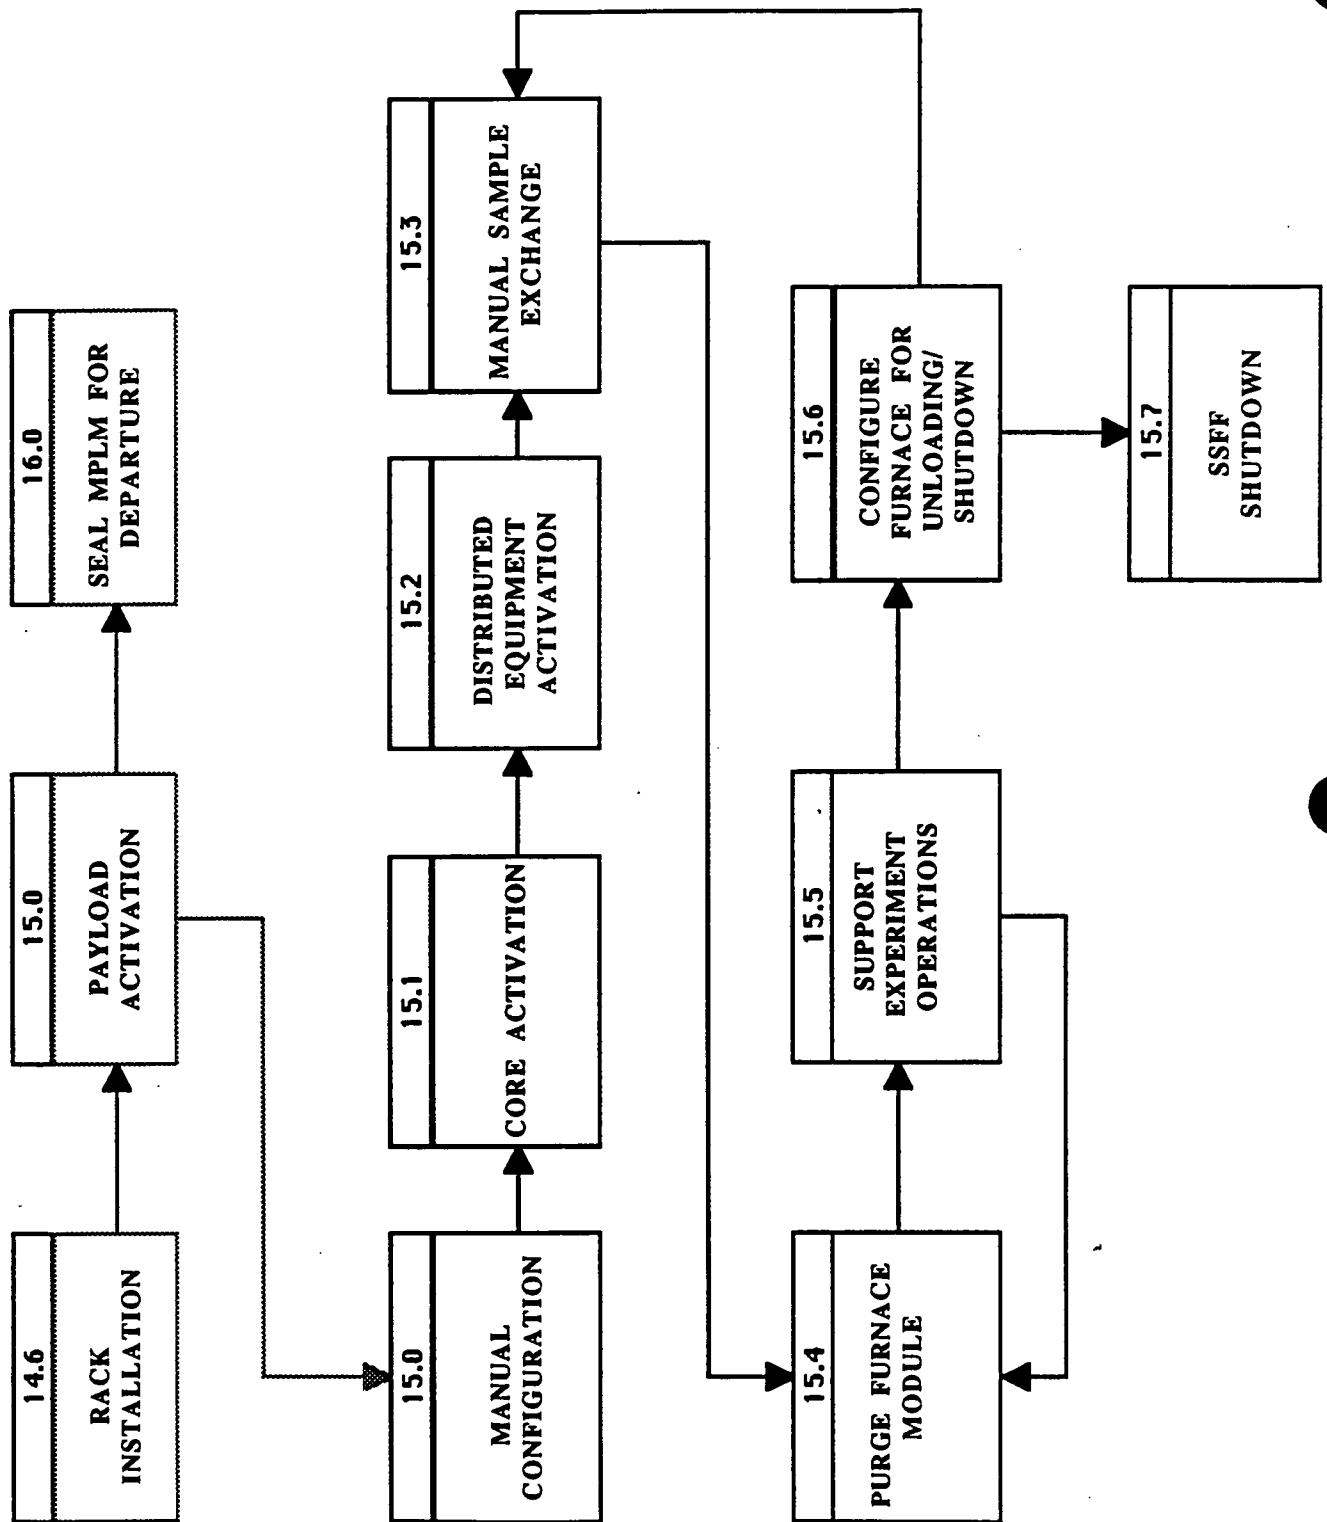 14.6
RACK
INSTALLATION
15.0
PAYLOAD
ACTIVATION
16.0
SEAL MPLM FOR
DEPARTURE
15.0
MANUAL
CONFIGURATION
15.1
CORE ACTIVATION
15.2
DISTRIBUTED
EQUIPMENT
ACTIVATION
15.3
MANUAL SAMPLE
EXCHANGE
15.4
PURGE FURNACE
MODULE
15.5
SUPPORT
EXPERIMENT
OPERATIONS
15.6
CONFIGURE
FURNACE FOR
UNLOADING/
SHUTDOWN
15.7
SSFF
SHUTDOWN